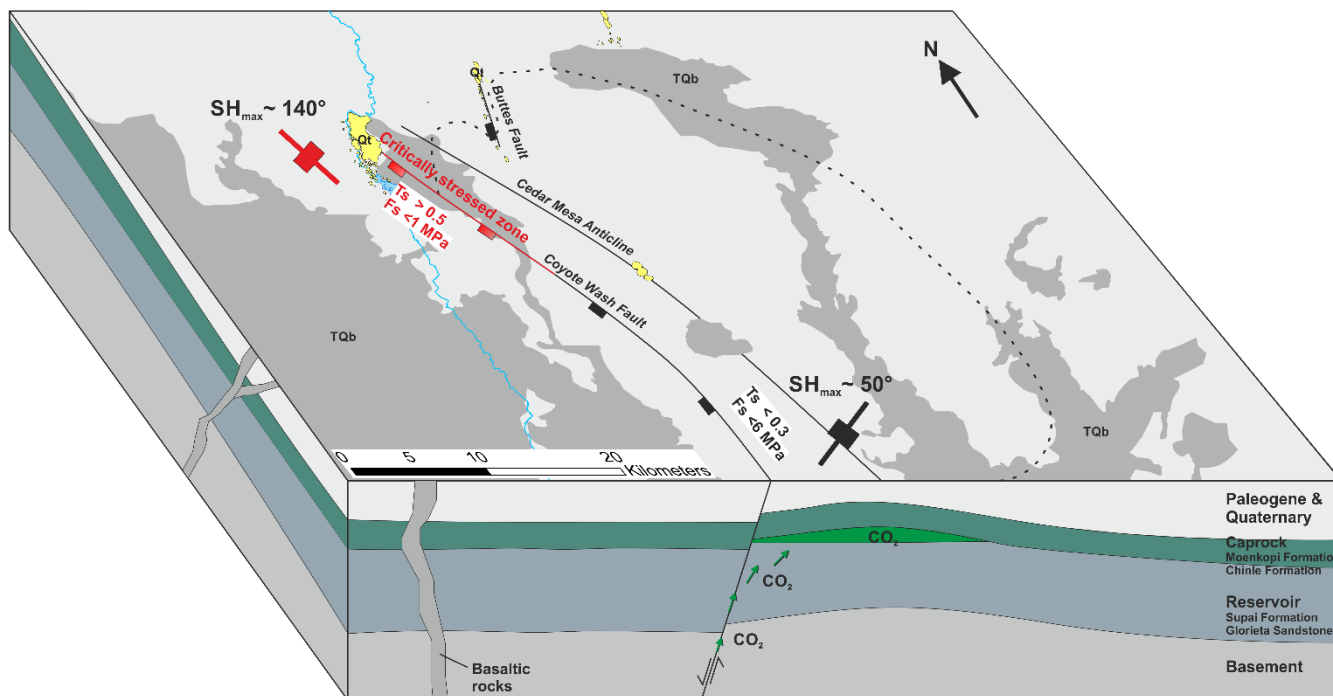 N
TQb
Qt
Buttes Fault
SHmax ~ 140°
Qt
Critically stressed zone
Ts > 0.5
Fs <1 MPa
Cedar Mesa Anticline
Coyote Wash Fault
TQb
SHmax ~ 50°
Ts < 0.3
Fs <6 MPa
TQb
0 5 10 20
Kilometers
Paleogene &
Quaternary
CO2
Caprock
Moenkopi Formatio
Chinle Formation
CO2
Reservoir
Supai Formation
Glorieta Sandstone
CO2
Basaltic
rocks
Basement